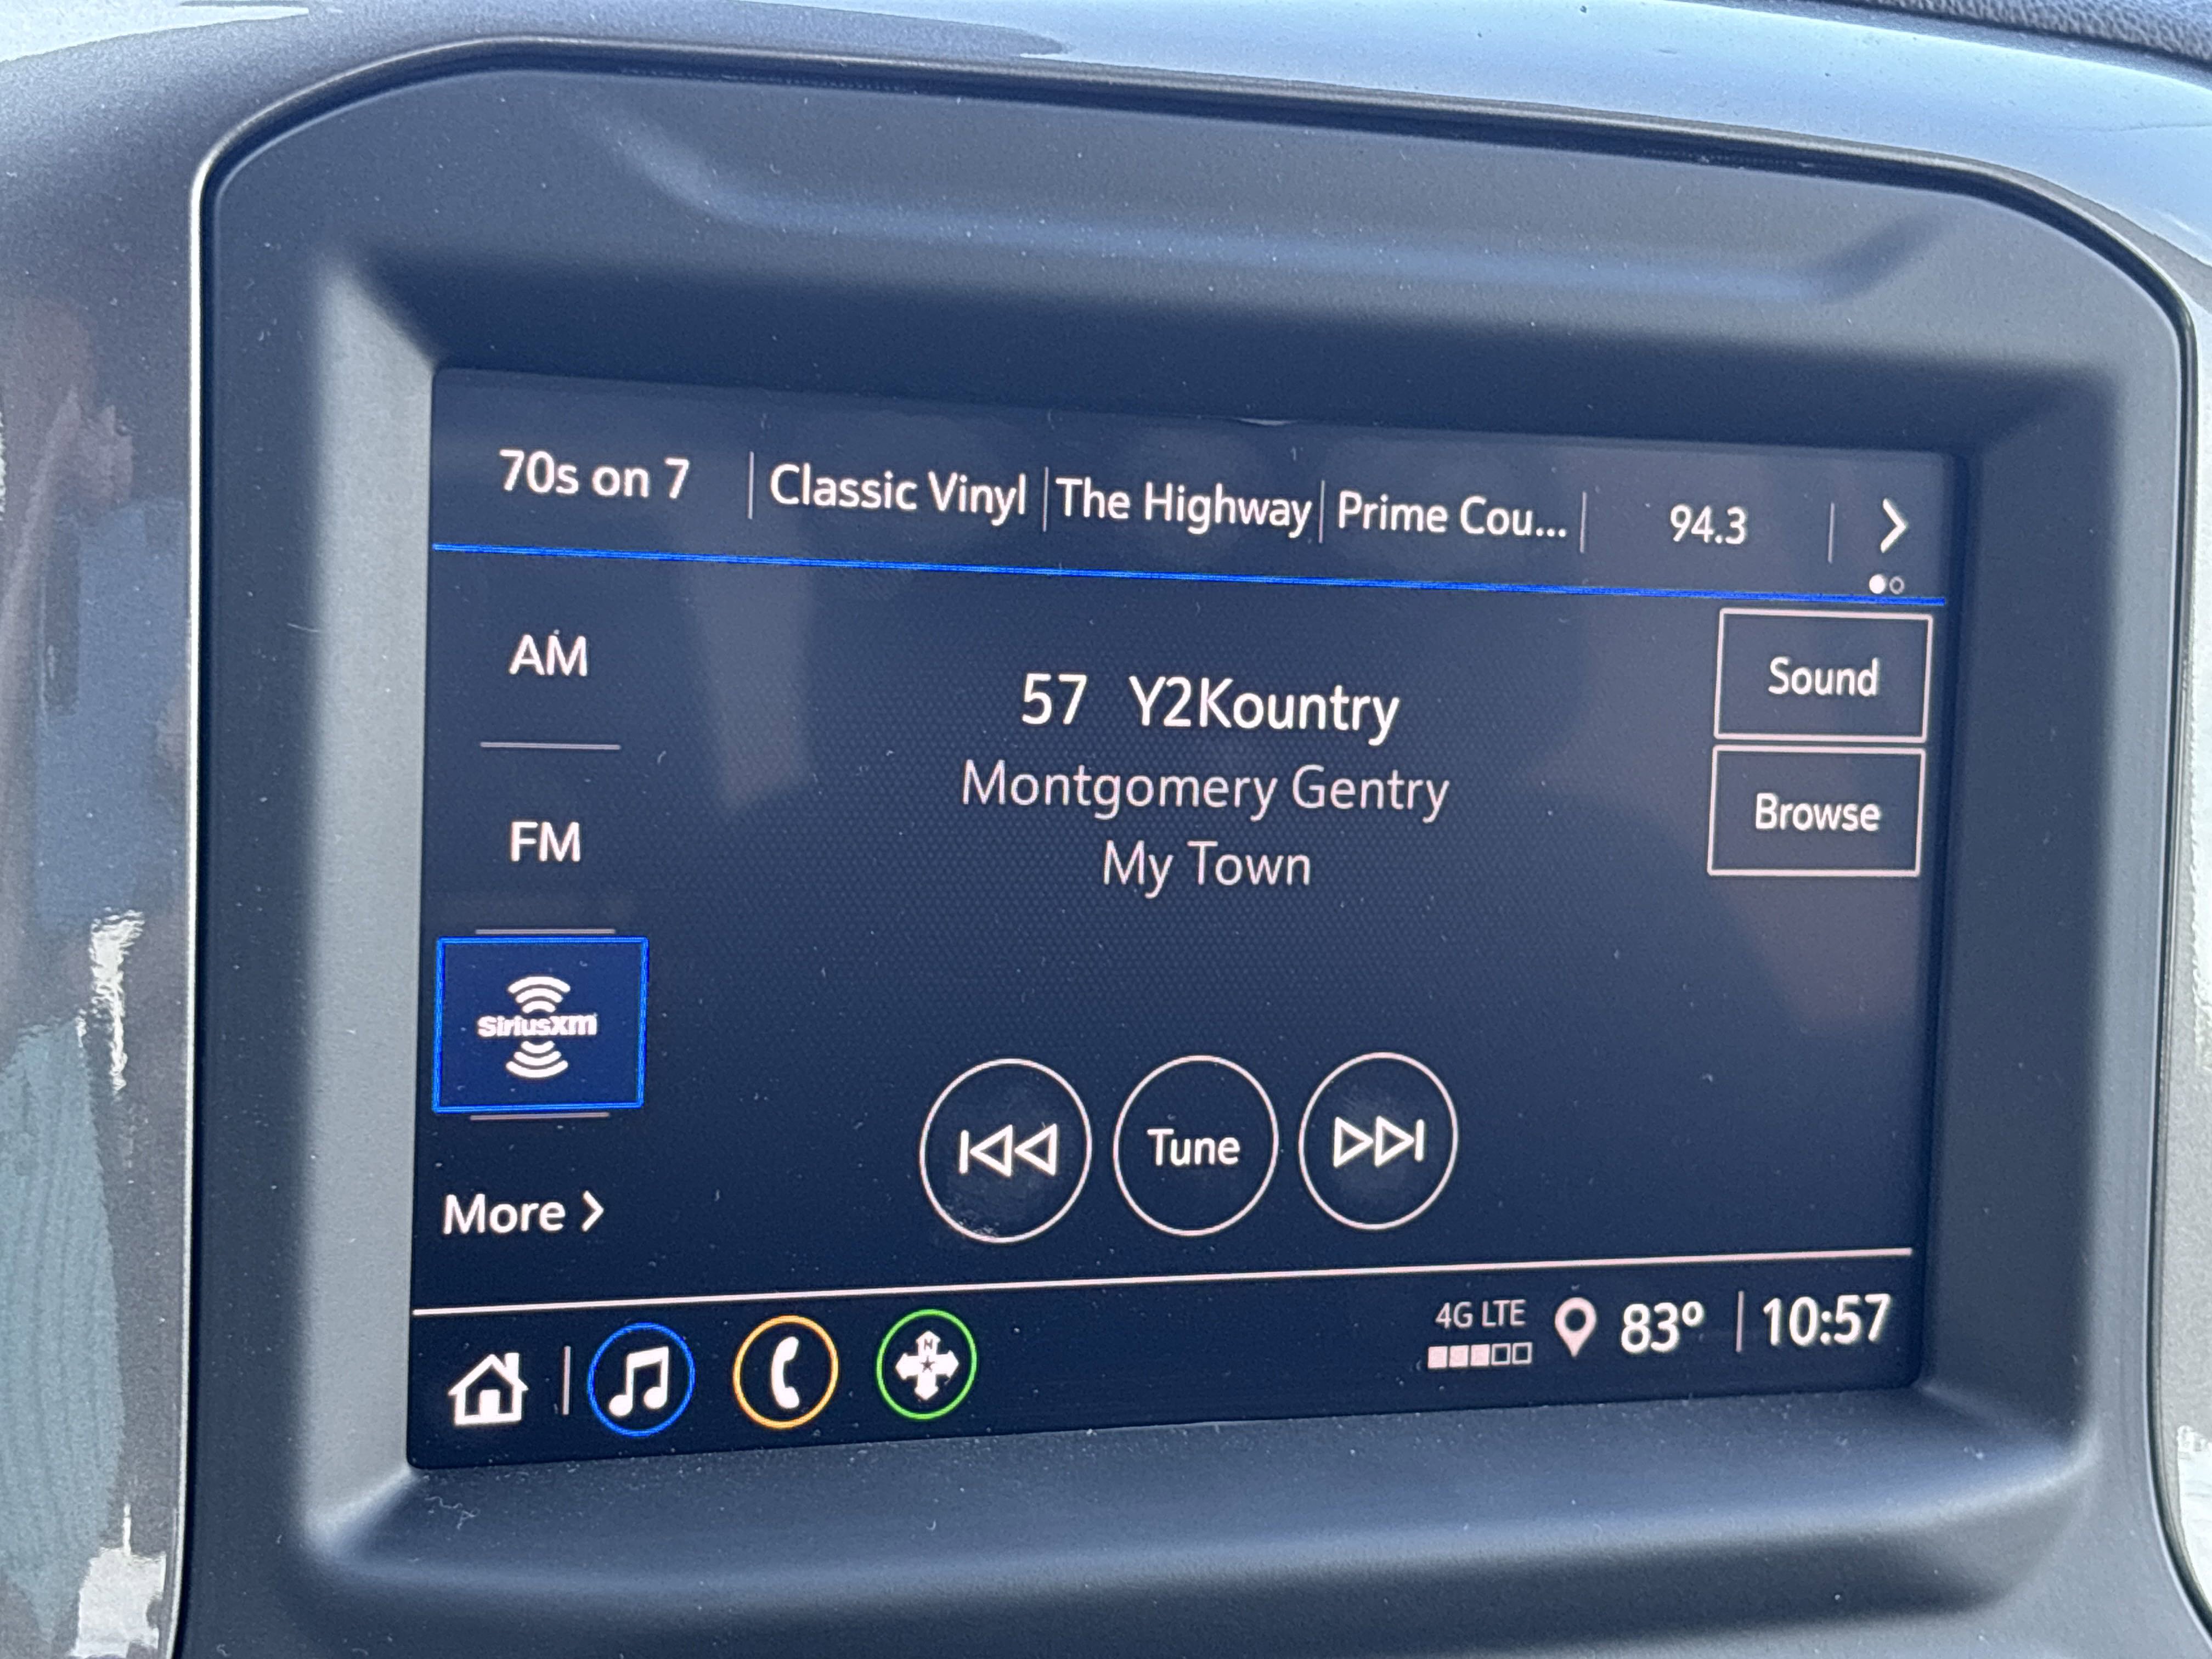 70s on 7 Classic Vinyl The Highway Prime Cou... 94.3
AM
Sound
57 Y2Kountry
Montgomery Gentry
Browse
FM
My Town
SiriusXM
Tune
More
4G LTE 83° 10:57
N